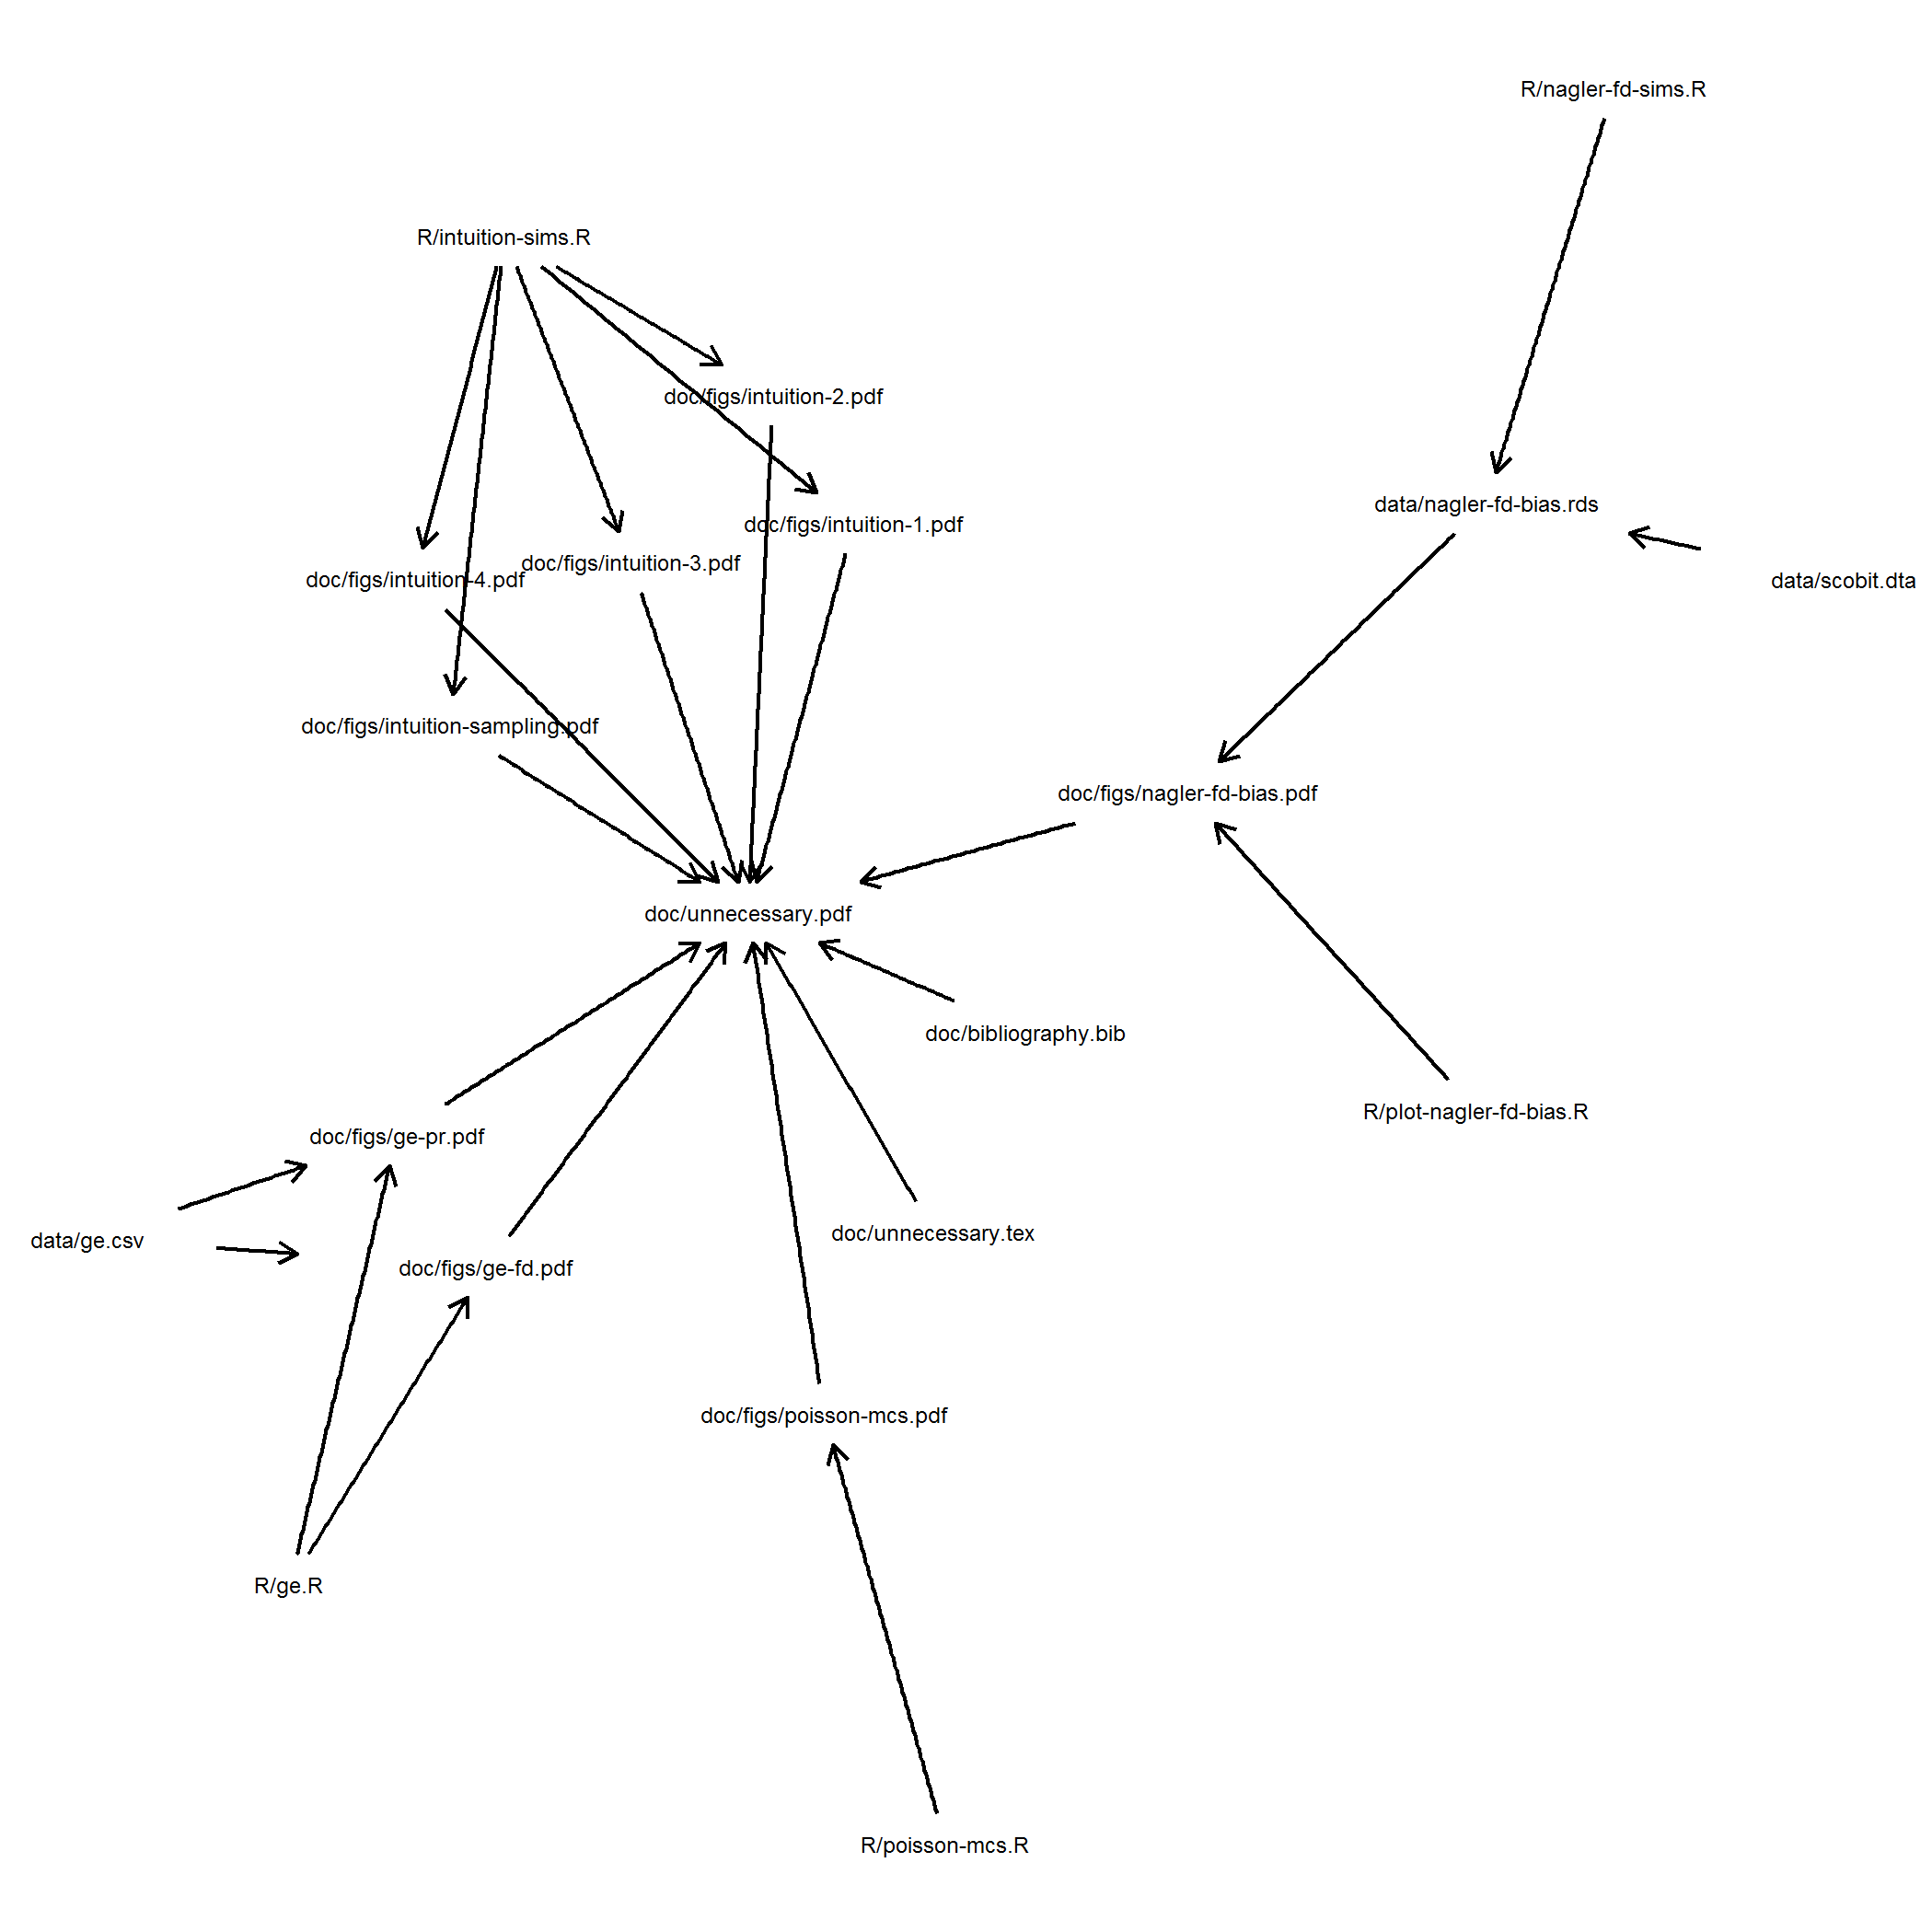 R/nagler-fd-sims.R
R/intuition-sims.R
doc/figs/intuition-2.pdf
data/nagler-fd-bias.rds
doc/figs/intuition-1.pdf
doc/figs/intuition-3.pdf
doc/figs/intuition-4.pdf
data/scobit.dta
doc/figs/intuition-sampling.pdf
doc/figs/nagler-fd-bias.pdf
doc/unnecessary.pdf
doc/bibliography.bib
R/plot-nagler-fd-bias.R
doc/figs/ge-pr.pdf
doc/unnecessary.tex
data/ge.csv
doc/figs/ge-fd.pdf
doc/figs/poisson-mcs.pdf
R/ge.R
R/poisson-mcs.R